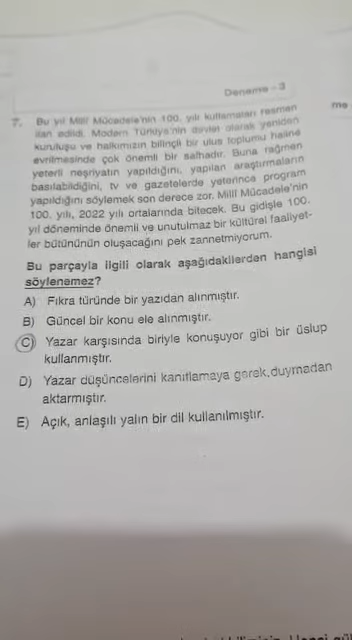 Deneme - 3
7. Bu yıl Millî Mücadele'nin 100. yılı kutlamaları resmen
ilan edildi. Modern Türkiye'nin devlet olarak yeniden
kuruluşu ve halkımızın bilinçli bir ulus toplumu haline
evrilmesinde çok önemli bir safhadır. Buna rağmen
yeterli neşriyatın yapıldığını, yapılan araştırmaların
basılabildiğini, tv ve gazetelerde yeterince program
yapıldığını söylemek son derece zor. Millî Mücadele'nin
100. yılı, 2022 yılı ortalarında bitecek. Bu gidişle 100.
yıl döneminde önemli ve unutulmaz bir kültürel faaliyet-
ler bütününün oluşacağını pek zannetmiyorum.
Bu parçayla ilgili olarak aşağıdakilerden hangisi
söylenemez?
A) Fıkra türünde bir yazıdan alınmıştır.
B) Güncel bir konu ele alınmıştır.
C) Yazar karşısında biriyle konuşuyor gibi bir üslup
kullanmıştır.
D) Yazar düşüncelerini kanıtlamaya gerek duymadan
aktarmıştır.
E) Açık, anlaşılı yalın bir dil kullanılmıştır.
me